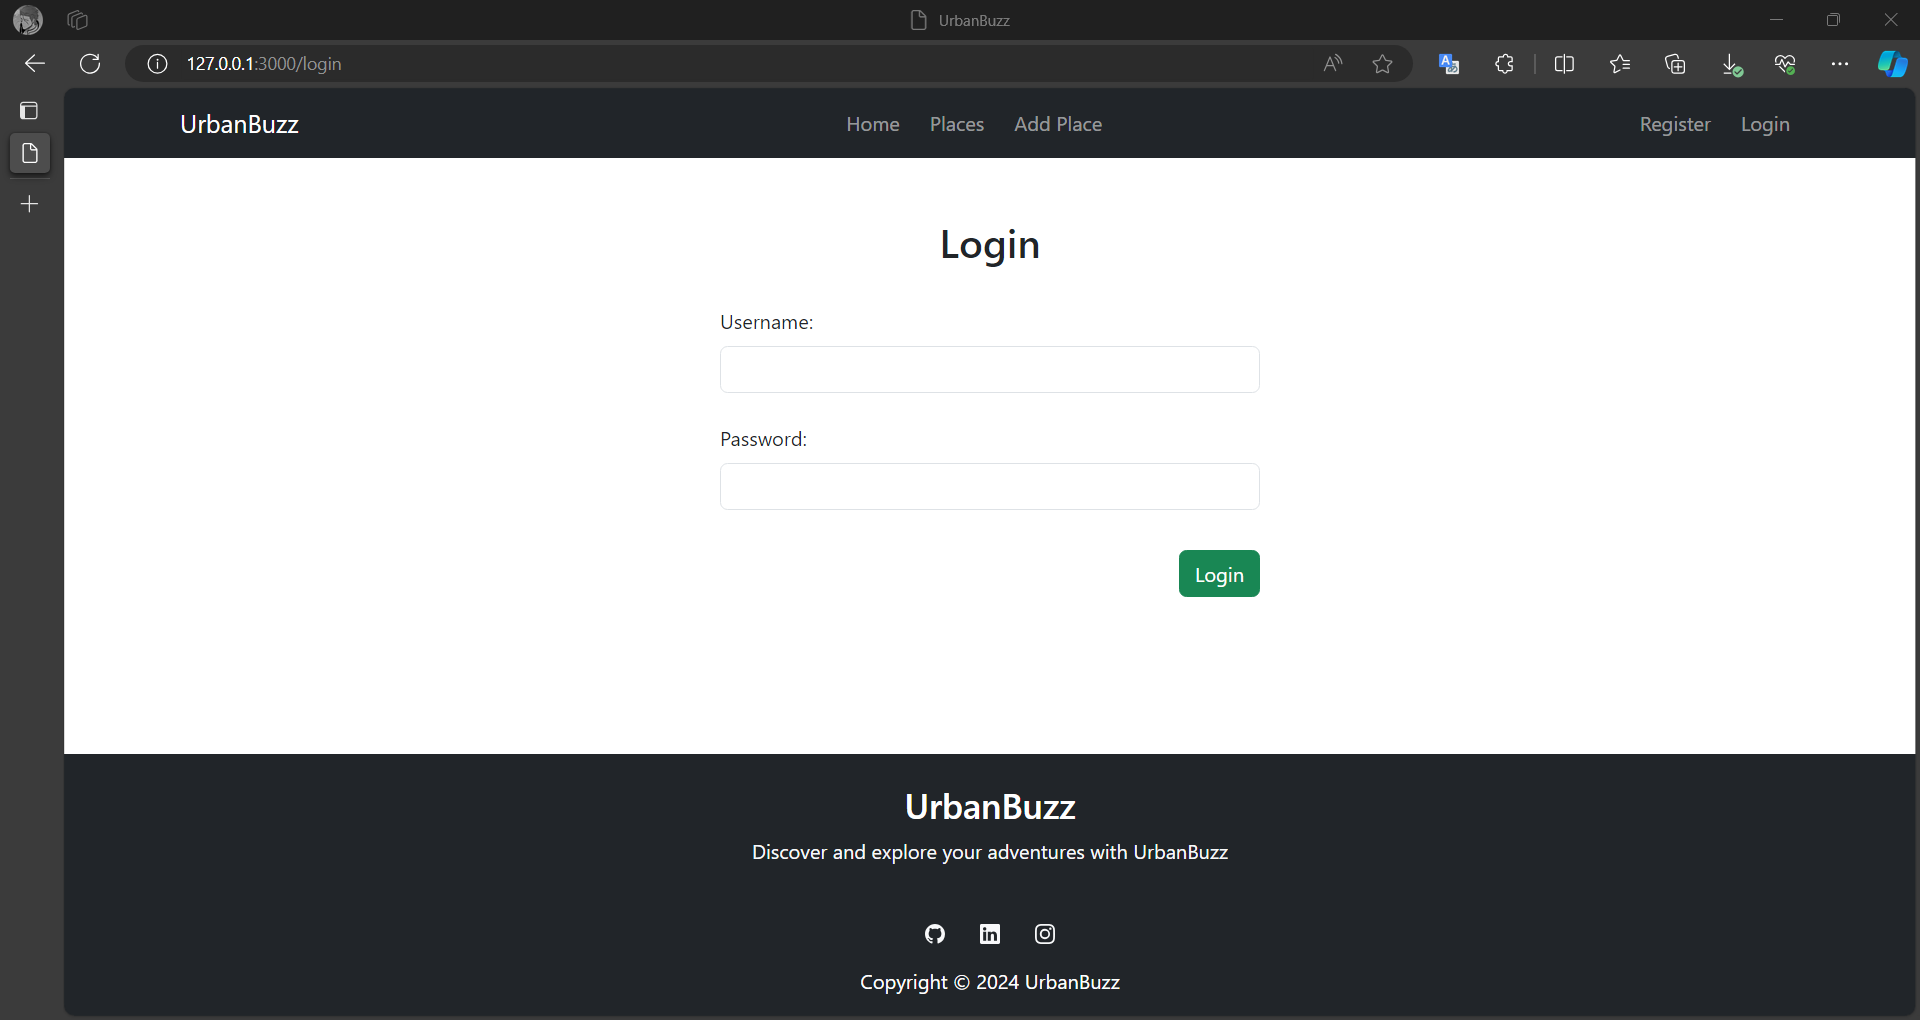 UrbanBuzz
127.0.0.1:3000/login
UrbanBuzz
Home Places Add Place
Register Login
Login
Username:
Password:
Login
UrbanBuzz
Discover and explore your adventures with UrbanBuzz
Copyright © 2024 UrbanBuzz